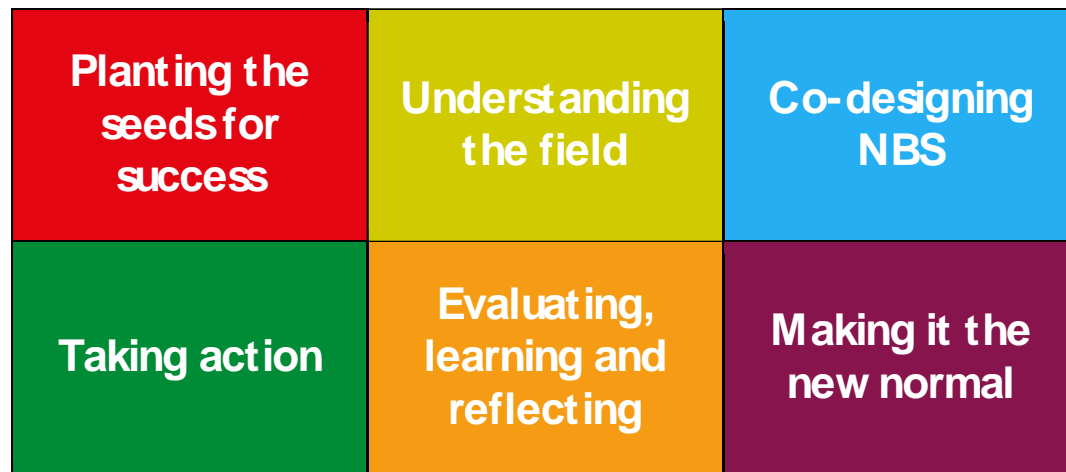 Planting the
seeds for
success
Understanding
the field
Co-designing
NBS
Taking action
Evaluating,
learning and
reflecting
Making it the
new normal